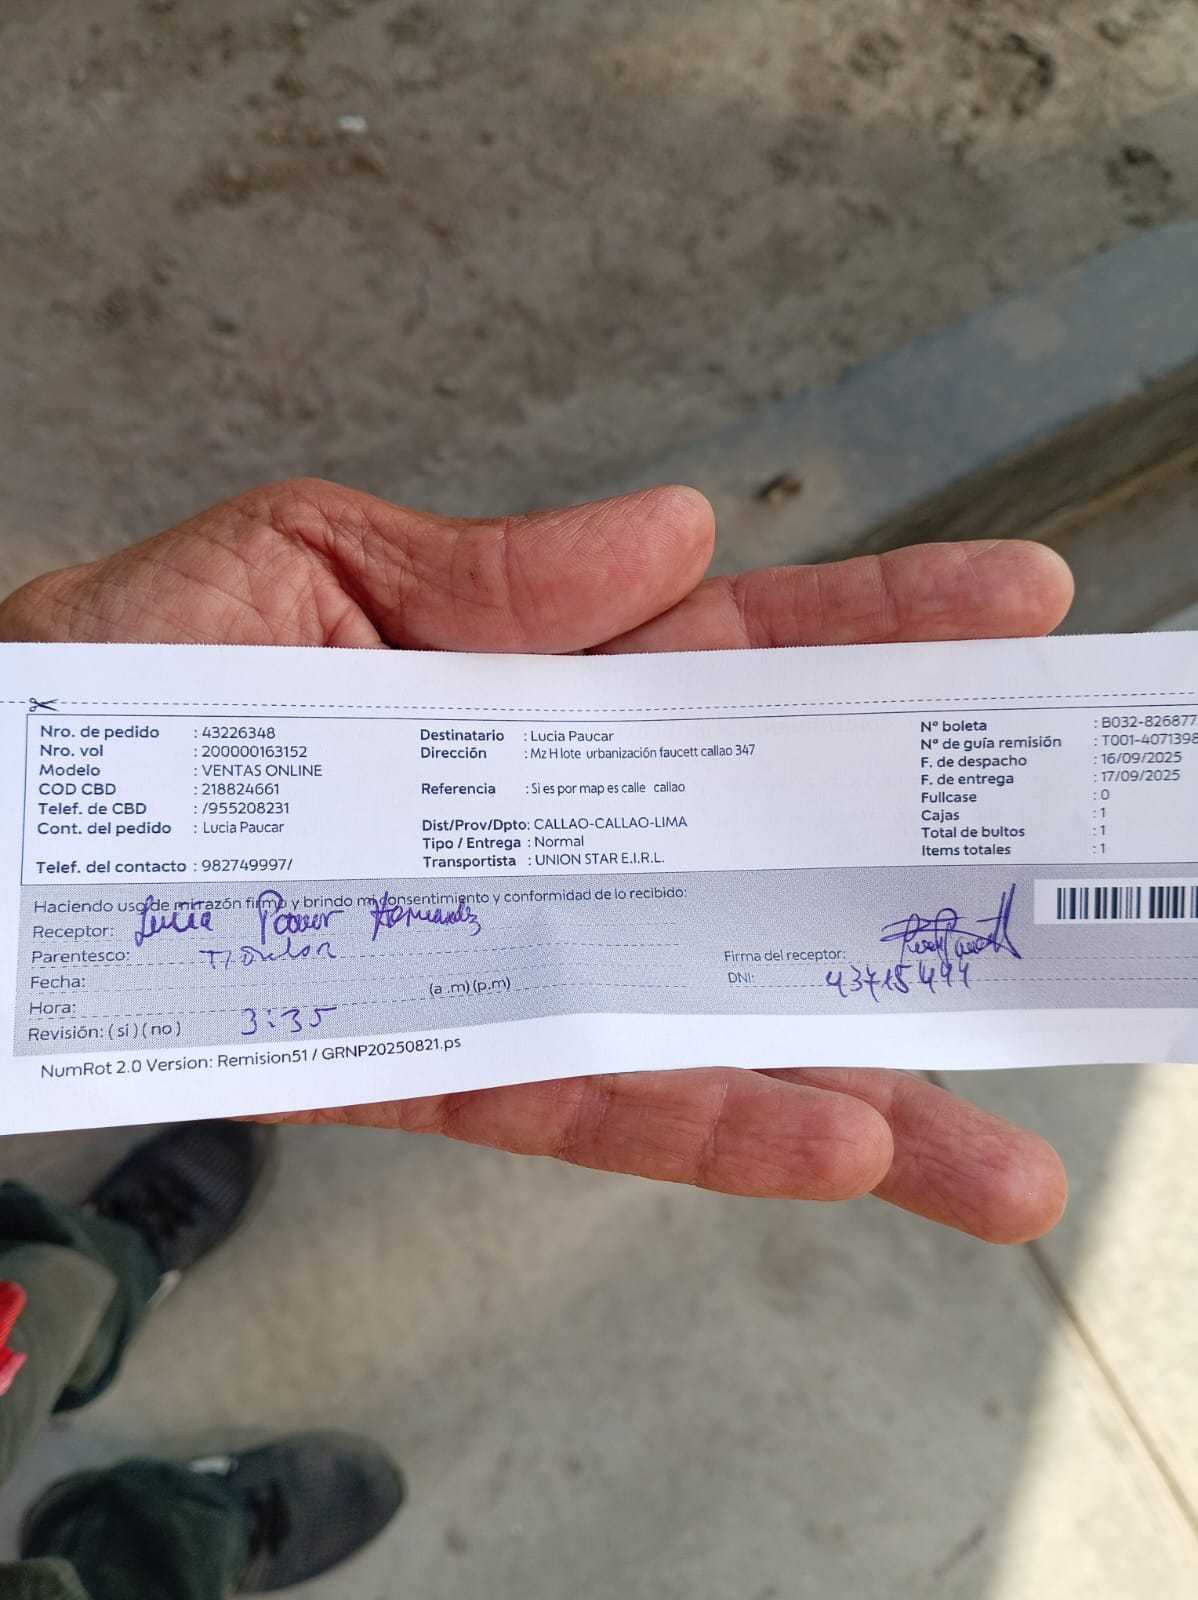 Nro. de pedido : 43226348
Nro. vol : 200000163152
Modelo : VENTAS ONLINE
COD CBD : 218824661
Telef. de CBD : /955208231
Cont. del pedido : Lucia Paucar
Telef. del contacto : 982749997/
Destinatario : Lucia Paucar
Dirección : Mz H lote urbanización faucett callao 347
Referencia : Si es por map es calle callao
Dist/Prov/Dpto: CALLAO-CALLAO-LIMA
Tipo / Entrega : Normal
Transportista : UNION STAR E.I.R.L.
N° boleta : B032-826877
N° de guía remisión : T001-4071398
F. de despacho : 16/09/2025
F. de entrega : 17/09/2025
Fullcase : 0
Cajas : 1
Total de bultos : 1
Items totales : 1
Haciendo uso de mi razón firmo y brindo mi consentimiento y conformidad de lo recibido:
Receptor: Lucia Paucar Hernandez
Parentesco: Titular
Fecha:
(a .m) (p.m)
Hora:
Revisión: ( si ) ( no ) 3:35
Firma del receptor:
DNI: 43715444
NumRot 2.0 Version: Remision51 / GRNP20250821.ps